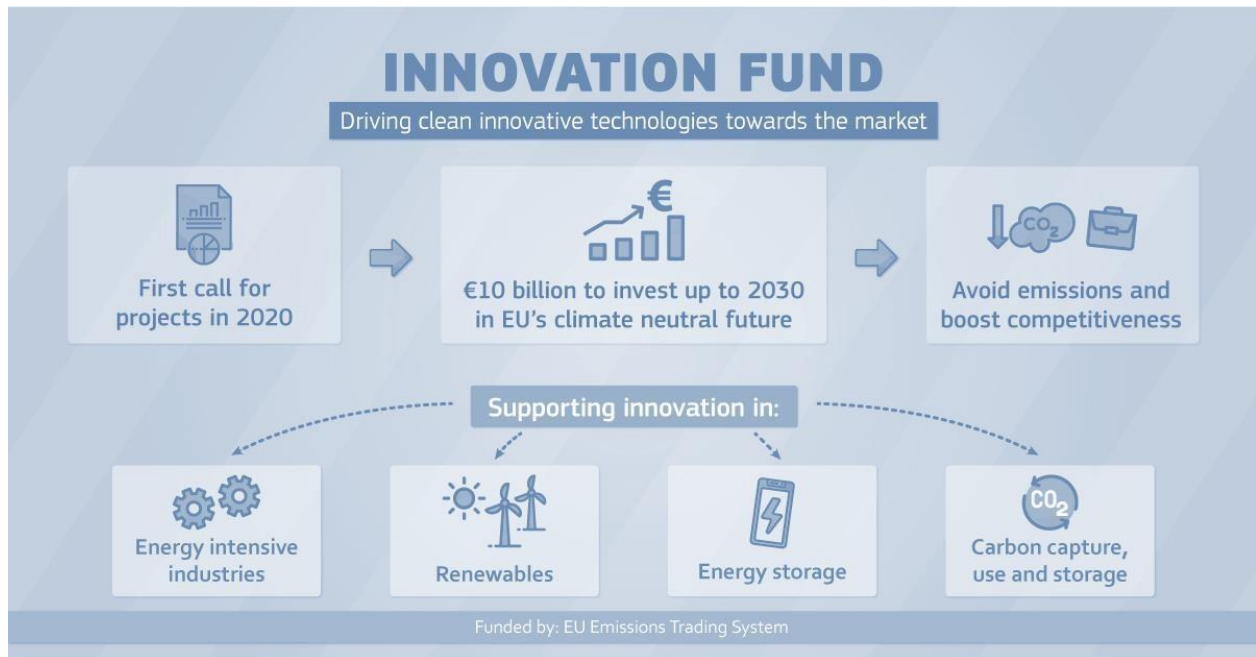 INNOVATION FUND
Driving clean innovative technologies towards the market
First call for
projects in 2020
€
€10 billion to invest up to 2030
in EU's climate neutral future
CO2
Avoid emissions and
boost competitiveness
Supporting innovation in:
Energy intensive
industries
Renewables
Energy storage
CO2
Carbon capture,
use and storage
Funded by: EU Emissions Trading System